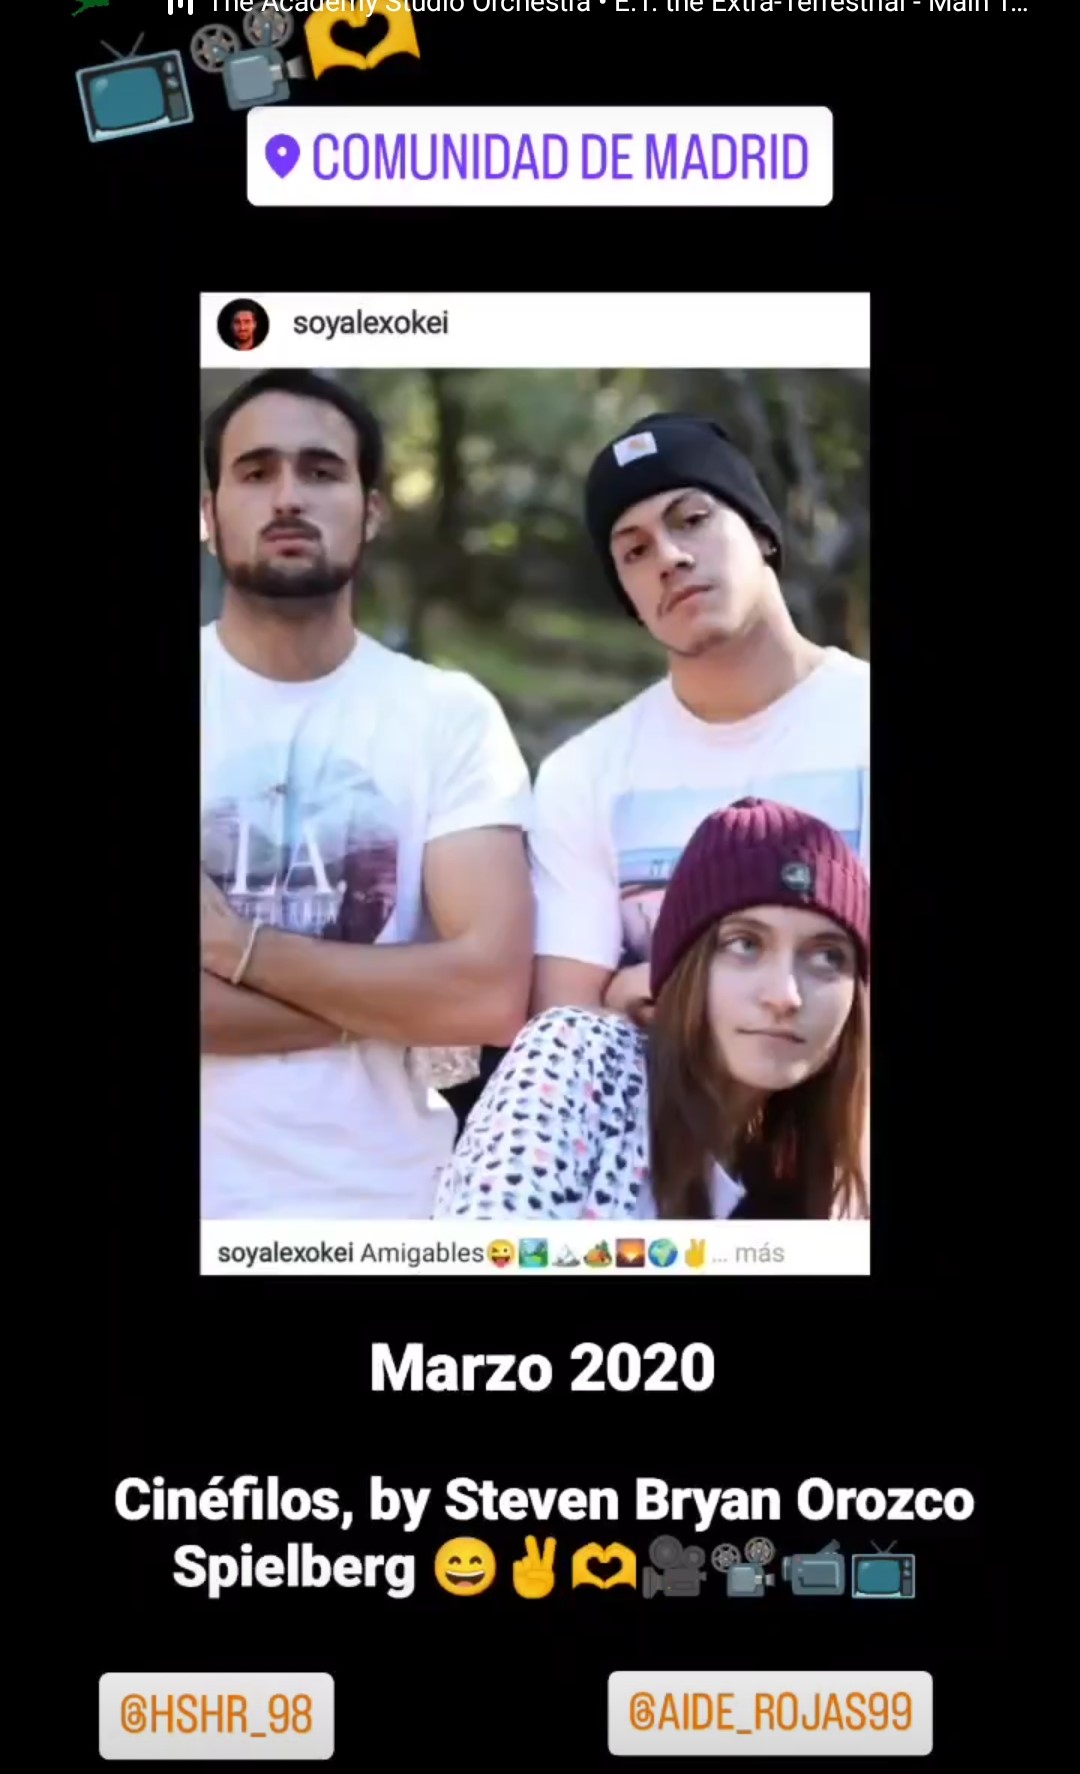 The Academy Studio Orchestra • E.T. the Extra-Terrestrial - Main T...
COMUNIDAD DE MADRID
soyalexokei
LA
soyalexokei Amigables😜🏞️🏔️🏕️🌄🌍✌️... más
Marzo 2020
Cinéfilos, by Steven Bryan Orozco
Spielberg 😄✌️🫶🎥📽️📹📺
@HSHR_98
@AIDE_ROJAS99